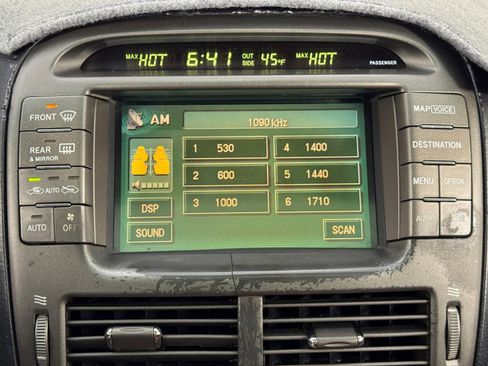 MAX HOT 6:41 OUT SIDE 45°F MAX HOT
PASSENGER
FRONT
REAR
& MIRROR
AUTO
AUTO OFF
AM
1090 kHz
1 530 4 1400
2 600 5 1440
3 1000 6 1710
DSP
SOUND SCAN
MAP/VOICE
DESTINATION
MENU OPTION
AUDIO